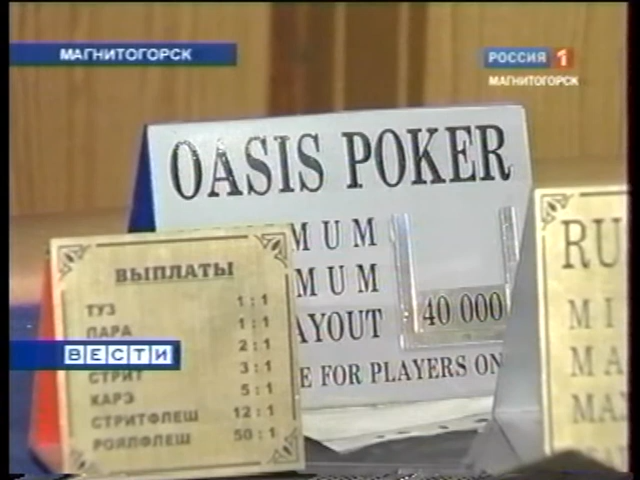 МАГНИТОГОРСК
РОССИЯ 1
МАГНИТОГОРСК
OASIS POKER
MUM
MUM
AYOUT 40 000
E FOR PLAYERS ON
ВЫПЛАТЫ
ТУЗ 1:1
ПАРА 1:1
2:1
СТРИТ 3:1
КАРЭ 5:1
СТРИТФЛЕШ 12:1
РОЯЛФЛЕШ 50:1
ВЕСТИ
RU
MI
MA
MAX